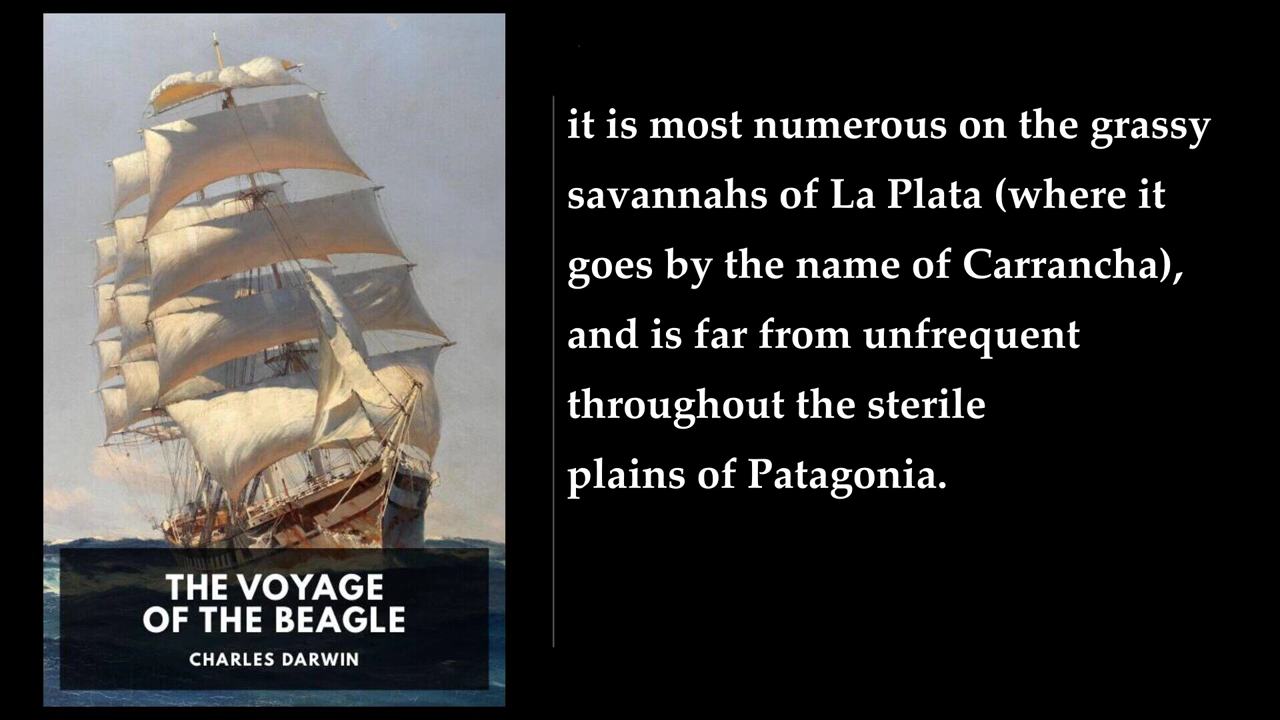 THE VOYAGE
OF THE BEAGLE
CHARLES DARWIN
it is most numerous on the grassy
savannahs of La Plata (where it
goes by the name of Carrancha),
and is far from unfrequent
throughout the sterile
plains of Patagonia.